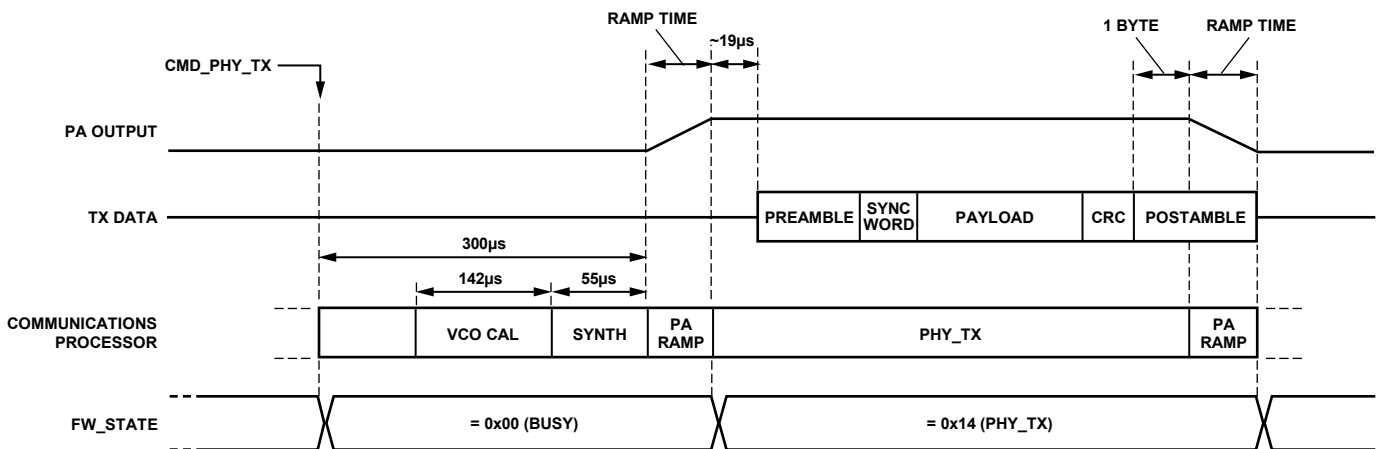 RAMP TIME
~19µs
1 BYTE
RAMP TIME
CMD_PHY_TX
PA OUTPUT
TX DATA
PREAMBLE
SYNC
WORD
PAYLOAD
CRC
POSTAMBLE
300µs
142µs
55µs
COMMUNICATIONS
PROCESSOR
VCO CAL
SYNTH
PA
RAMP
PHY_TX
PA
RAMP
FW_STATE
= 0x00 (BUSY)
= 0x14 (PHY_TX)